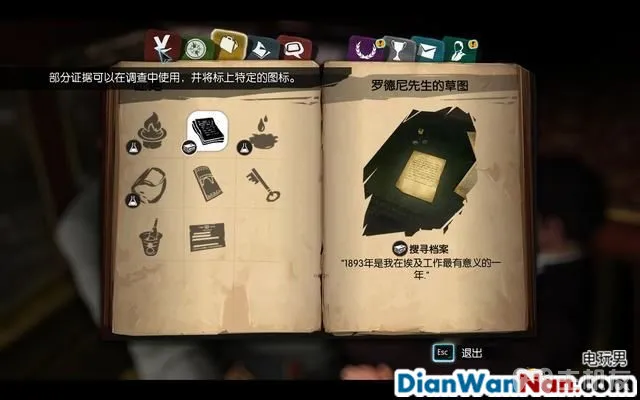 部分证据可以在调查中使用，并将标上特定的图标。
罗德尼先生的草图
搜寻档案
"1893年是我在埃及工作最有意义的一
年."
Esc 退出
电玩男
DianWanNan.com